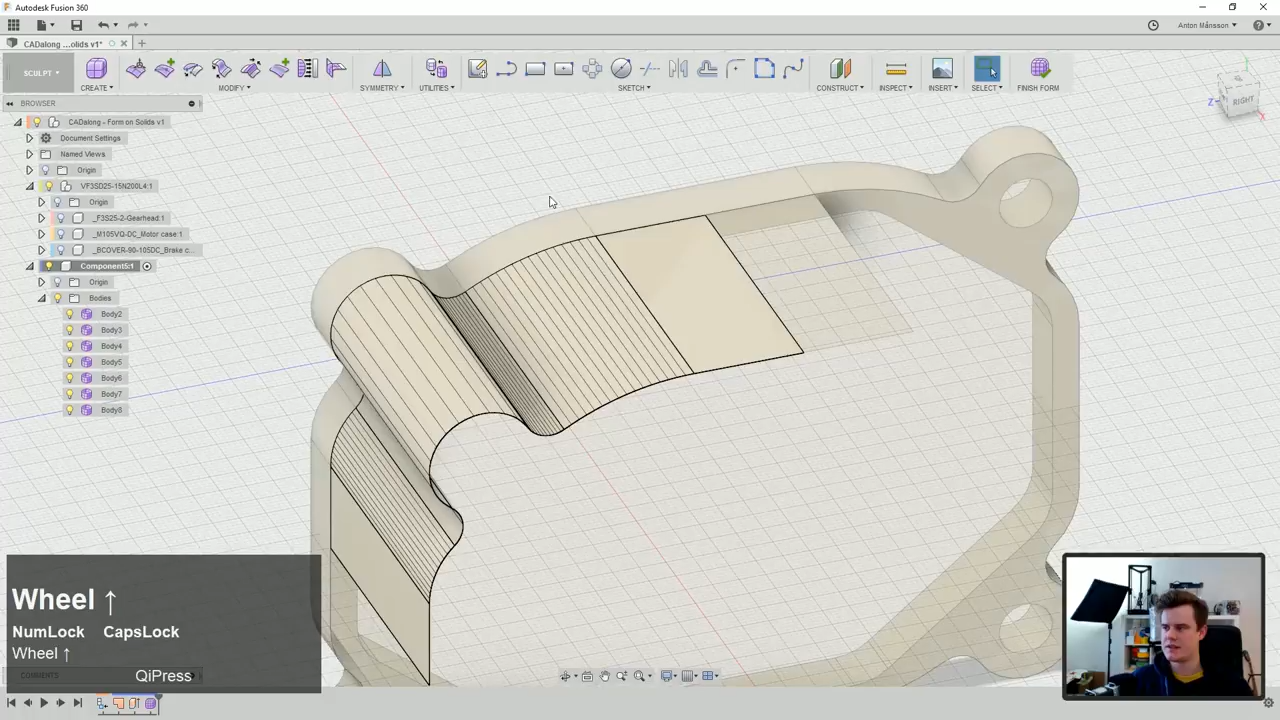 Autodesk Fusion 360
Anton Månsson
CADalong ...olids v1*
SCULPT
CREATE
MODIFY
SYMMETRY
UTILITIES
SKETCH
CONSTRUCT
INSPECT
INSERT
SELECT
FINISH FORM
BROWSER
CADalong - Form on Solids v1
Document Settings
Named Views
Origin
VF3SD25-15N200L4:1
Origin
_F3S25-2-Gearhead:1
_M105VQ-DC_Motor case:1
_BCOVER-90-105DC_Brake c...
Component5:1
Origin
Bodies
Body2
Body3
Body4
Body5
Body6
Body7
Body8
RIGHT
Z
X
Wheel ↑
NumLock CapsLock
Wheel ↑
COMMENTS
QiPress